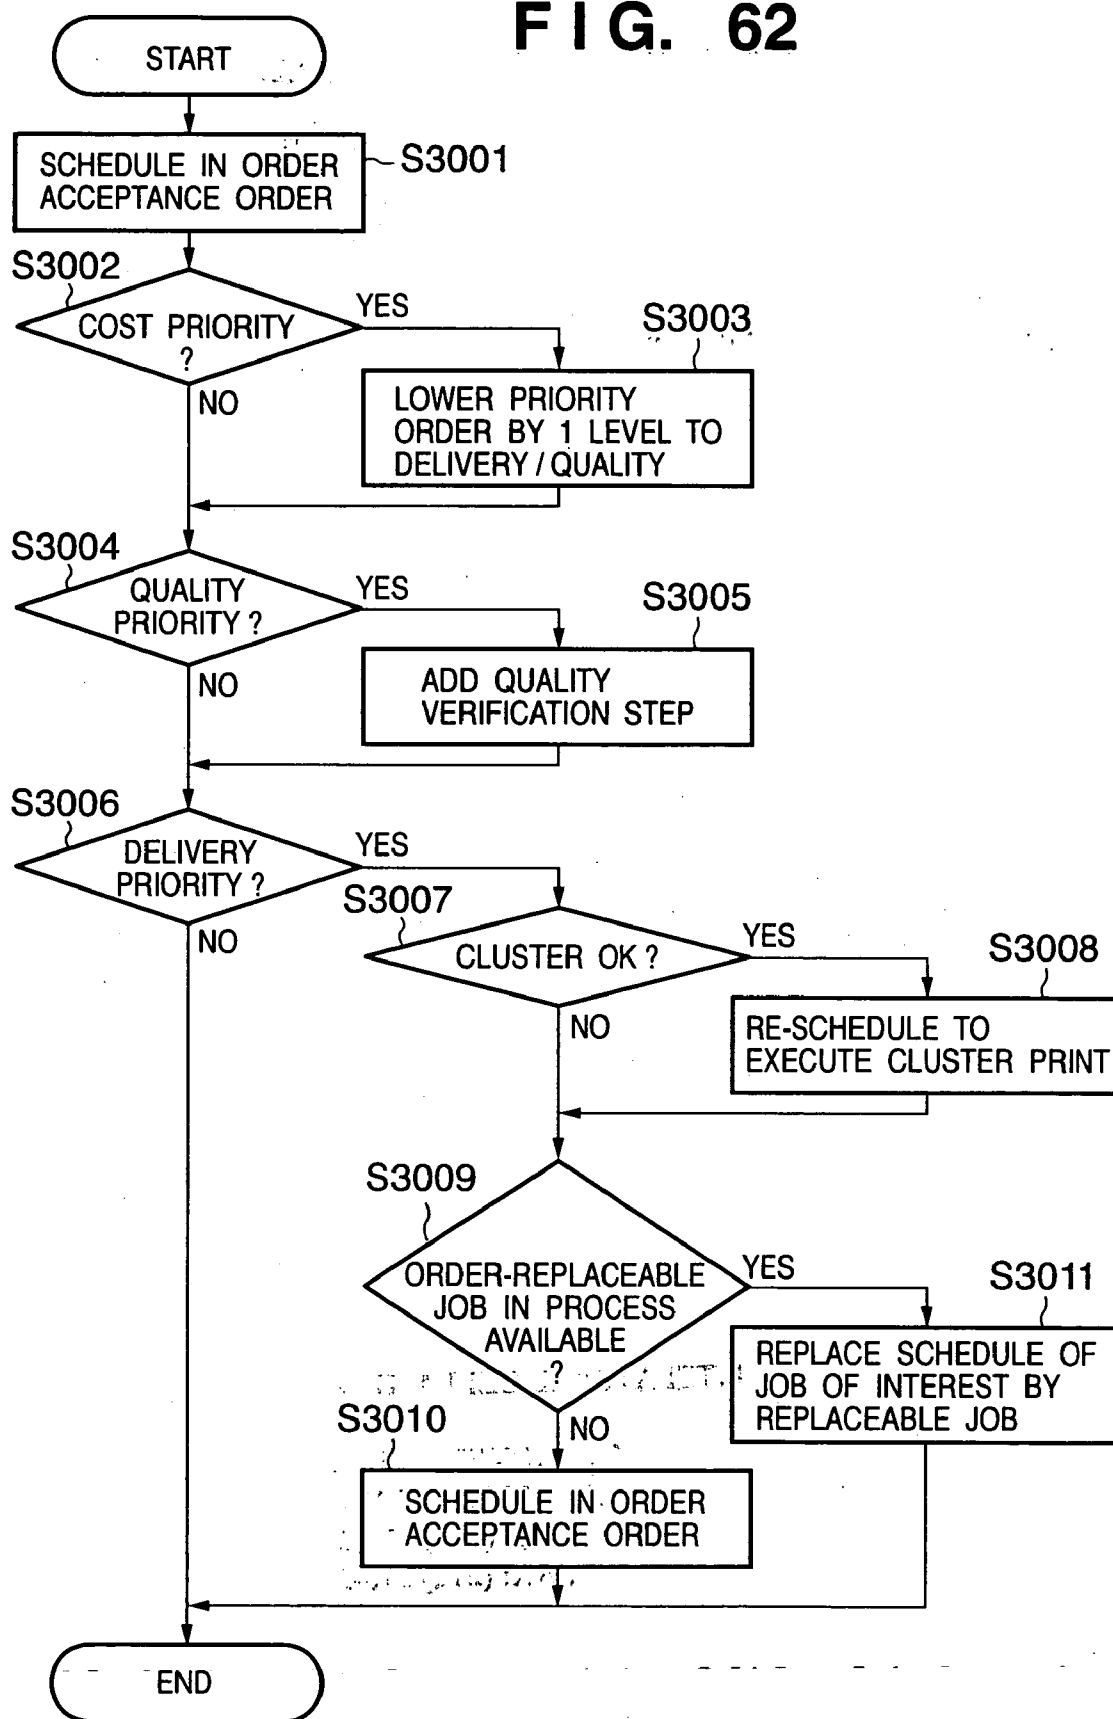 FIG. 62
START
SCHEDULE IN ORDER
ACCEPTANCE ORDER
S3001
S3002
COST PRIORITY
?
YES
NO
S3003
LOWER PRIORITY
ORDER BY 1 LEVEL TO
DELIVERY / QUALITY
S3004
QUALITY
PRIORITY ?
YES
NO
S3005
ADD QUALITY
VERIFICATION STEP
S3006
DELIVERY
PRIORITY ?
YES
NO
S3007
CLUSTER OK ?
YES
NO
S3008
RE-SCHEDULE TO
EXECUTE CLUSTER PRINT
S3009
ORDER-REPLACEABLE
JOB IN PROCESS
AVAILABLE
?
YES
NO
S3011
REPLACE SCHEDULE OF
JOB OF INTEREST BY
REPLACEABLE JOB
S3010
SCHEDULE IN ORDER
ACCEPTANCE ORDER
END